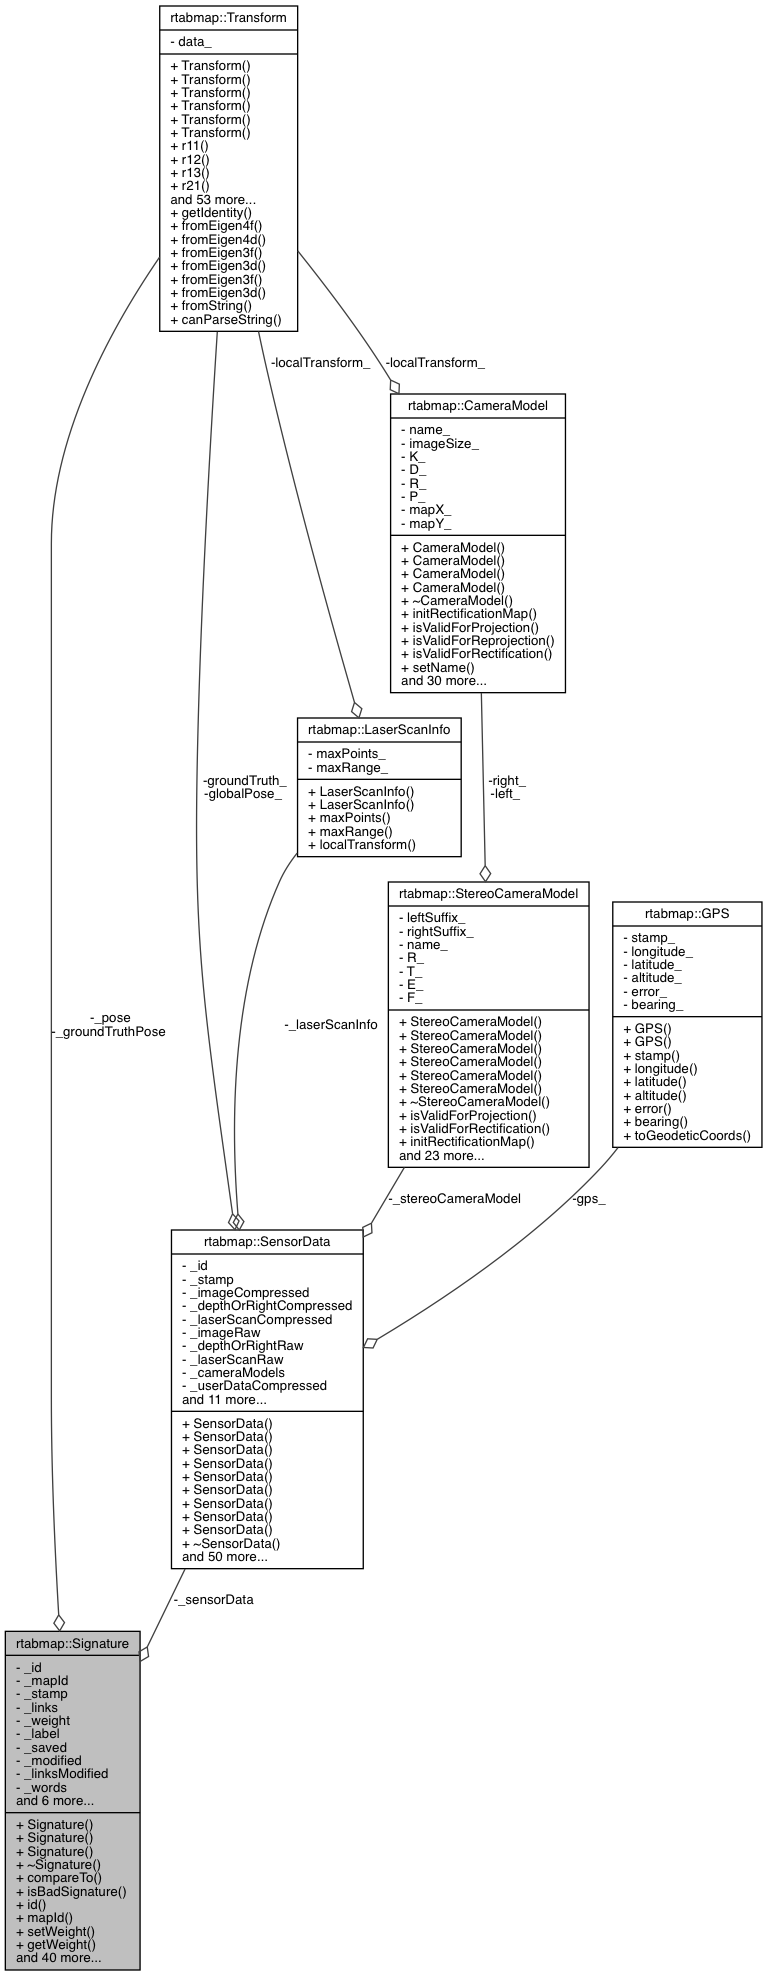 rtabmap::Transform
- data_
+ Transform()
+ Transform()
+ Transform()
+ Transform()
+ Transform()
+ Transform()
+ r11()
+ r12()
+ r13()
+ r21()
and 53 more...
+ getIdentity()
+ fromEigen4f()
+ fromEigen4d()
+ fromEigen3f()
+ fromEigen3d()
+ fromEigen3f()
+ fromEigen3d()
+ fromString()
+ canParseString()
-localTransform_
-localTransform_
rtabmap::CameraModel
- name_
- imageSize_
- K_
- D_
- R_
- P_
- mapX_
- mapY_
+ CameraModel()
+ CameraModel()
+ CameraModel()
+ CameraModel()
+ ~CameraModel()
+ initRectificationMap()
+ isValidForProjection()
+ isValidForReprojection()
+ isValidForRectification()
+ setName()
and 30 more...
rtabmap::LaserScanInfo
- maxPoints_
- maxRange_
+ LaserScanInfo()
+ LaserScanInfo()
+ maxPoints()
+ maxRange()
+ localTransform()
-groundTruth_
-globalPose_
-right_
-left_
rtabmap::StereoCameraModel
- leftSuffix_
- rightSuffix_
- name_
- R_
- T_
- E_
- F_
+ StereoCameraModel()
+ StereoCameraModel()
+ StereoCameraModel()
+ StereoCameraModel()
+ StereoCameraModel()
+ StereoCameraModel()
+ ~StereoCameraModel()
+ isValidForProjection()
+ isValidForRectification()
+ initRectificationMap()
and 23 more...
rtabmap::GPS
- stamp_
- longitude_
- latitude_
- altitude_
- error_
- bearing_
+ GPS()
+ GPS()
+ stamp()
+ longitude()
+ latitude()
+ altitude()
+ error()
+ bearing()
+ toGeodeticCoords()
-_pose
-_groundTruthPose
-_laserScanInfo
-_stereoCameraModel
-gps_
rtabmap::SensorData
- _id
- _stamp
- _imageCompressed
- _depthOrRightCompressed
- _laserScanCompressed
- _imageRaw
- _depthOrRightRaw
- _laserScanRaw
- _cameraModels
- _userDataCompressed
and 11 more...
+ SensorData()
+ SensorData()
+ SensorData()
+ SensorData()
+ SensorData()
+ SensorData()
+ SensorData()
+ SensorData()
+ SensorData()
+ ~SensorData()
and 50 more...
-_sensorData
rtabmap::Signature
- _id
- _mapId
- _stamp
- _links
- _weight
- _label
- _saved
- _modified
- _linksModified
- _words
and 6 more...
+ Signature()
+ Signature()
+ Signature()
+ ~Signature()
+ compareTo()
+ isBadSignature()
+ id()
+ mapId()
+ setWeight()
+ getWeight()
and 40 more...